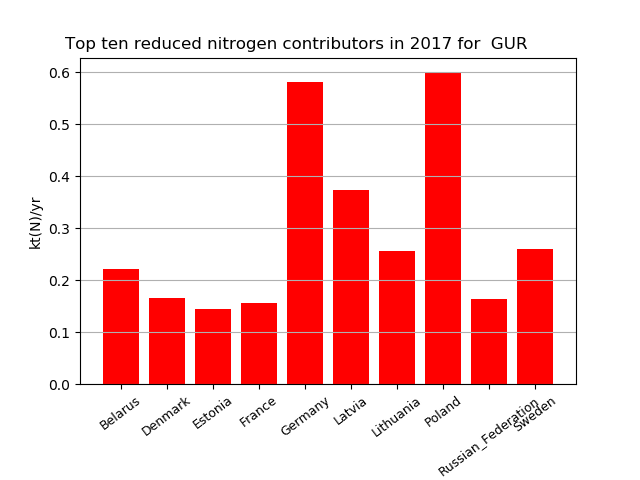 Top ten reduced nitrogen contributors in 2017 for  GUR
kt(N)/yr
0.6
0.5
0.4
0.3
0.2
0.1
0.0
Belarus
Denmark
Estonia
France
Germany
Latvia
Lithuania
Poland
Russian_Federation
Sweden